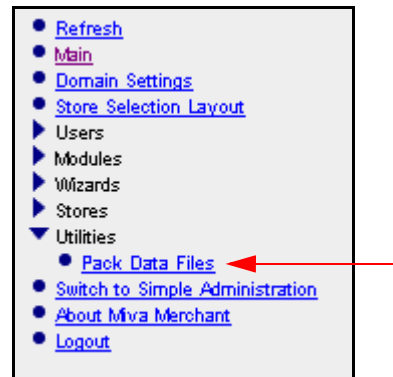 Refresh
Main
Domain Settings
Store Selection Layout
Users
Modules
Wizards
Stores
Utilities
Pack Data Files
Switch to Simple Administration
About Miva Merchant
Logout